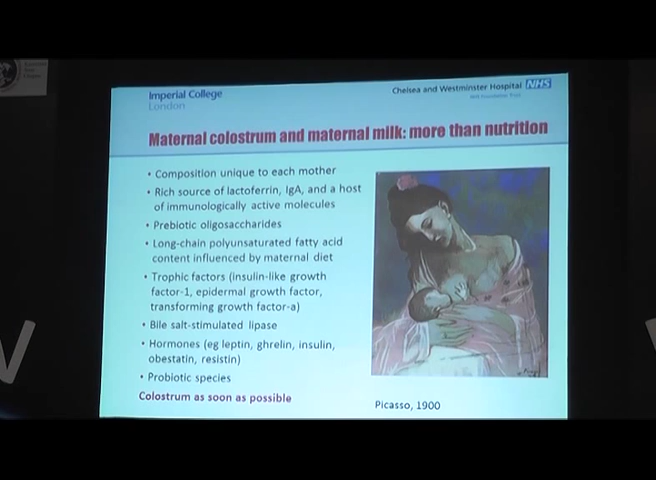 Imperial College
London
Chelsea and Westminster Hospital NHS
Maternal colostrum and maternal milk: more than nutrition
• Composition unique to each mother
• Rich source of lactoferrin, IgA, and a host
of immunologically active molecules
• Prebiotic oligosaccharides
• Long-chain polyunsaturated fatty acid
content influenced by maternal diet
• Trophic factors (insulin-like growth
factor-1, epidermal growth factor,
transforming growth factor-a)
• Bile salt-stimulated lipase
• Hormones (eg leptin, ghrelin, insulin,
obestatin, resistin)
• Probiotic species
Colostrum as soon as possible
Picasso, 1900